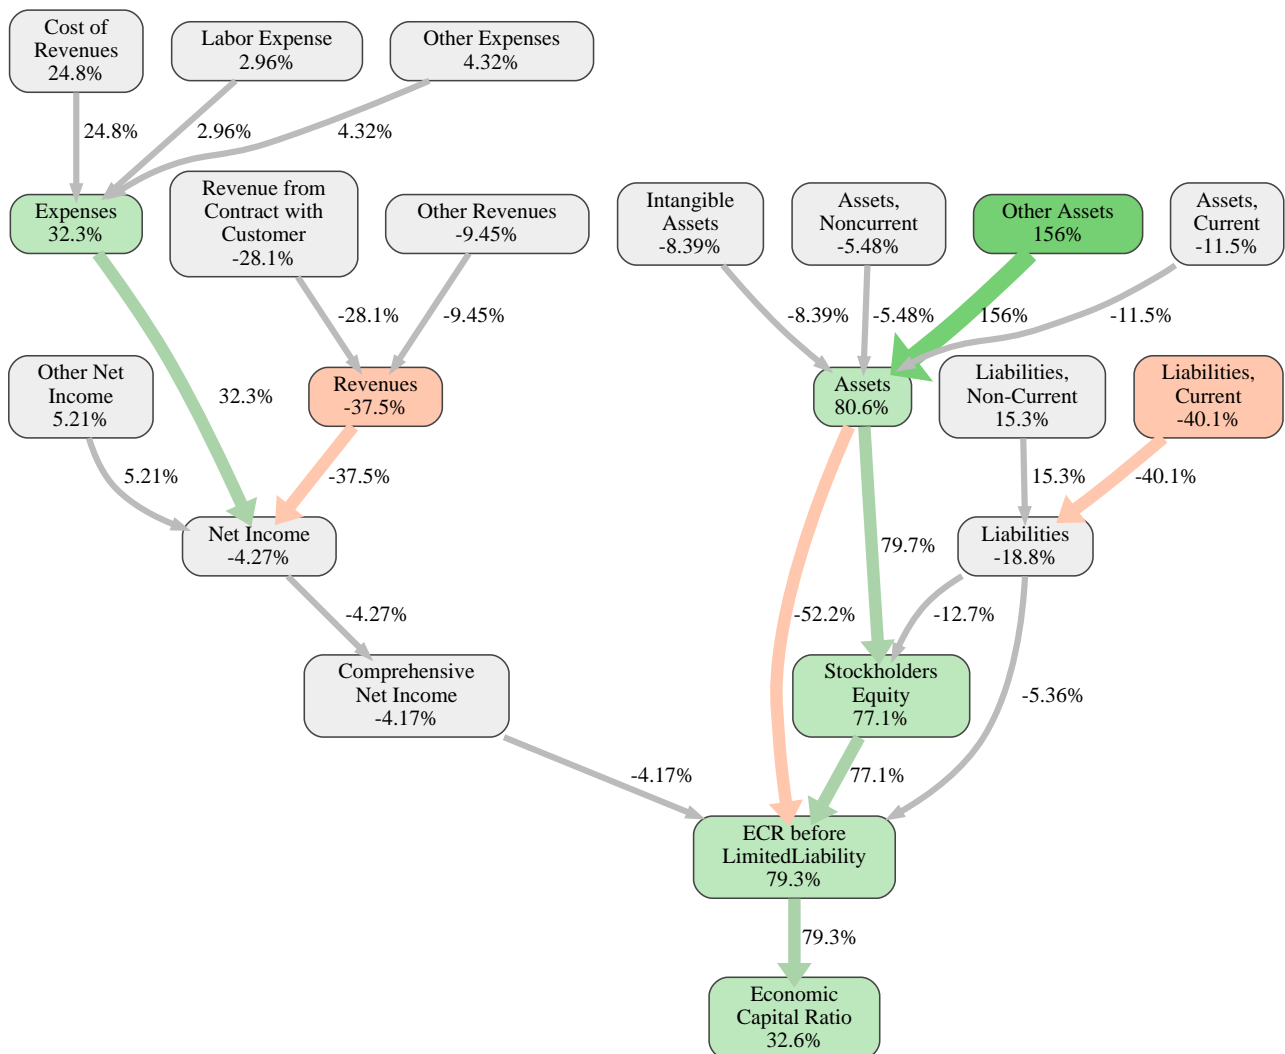 Cost of
Revenues
24.8%
Labor Expense
2.96%
Other Expenses
4.32%
24.8%
2.96%
4.32%
Expenses
32.3%
Revenue from
Contract with
Customer
-28.1%
Other Revenues
-9.45%
Intangible
Assets
-8.39%
Assets,
Noncurrent
-5.48%
Other Assets
156%
Assets,
Current
-11.5%
-28.1%
-9.45%
-8.39%
-5.48%
156%
-11.5%
Other Net
Income
5.21%
32.3%
Revenues
-37.5%
Assets
80.6%
Liabilities,
Non-Current
15.3%
Liabilities,
Current
-40.1%
5.21%
-37.5%
15.3%
-40.1%
Net Income
-4.27%
79.7%
Liabilities
-18.8%
-4.27%
-52.2%
-12.7%
Comprehensive
Net Income
-4.17%
Stockholders
Equity
77.1%
-5.36%
-4.17%
77.1%
ECR before
LimitedLiability
79.3%
79.3%
Economic
Capital Ratio
32.6%